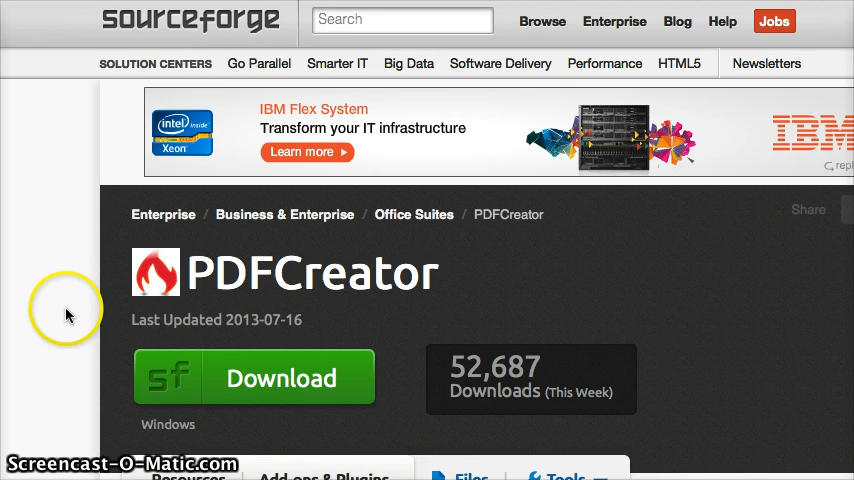 sourceforge
Search
Browse Enterprise Blog Help Jobs
SOLUTION CENTERS Go Parallel Smarter IT Big Data Software Delivery Performance HTML5 Newsletters
IBM Flex System
Transform your IT infrastructure
Learn more
intel inside
Xeon
IBM
Enterprise / Business & Enterprise / Office Suites / PDFCreator
Share
PDFCreator
Last Updated 2013-07-16
sf Download
52,687
Downloads (This Week)
Windows
Resources Add-ons & Plugins Files Tools
Screencast-O-Matic.com